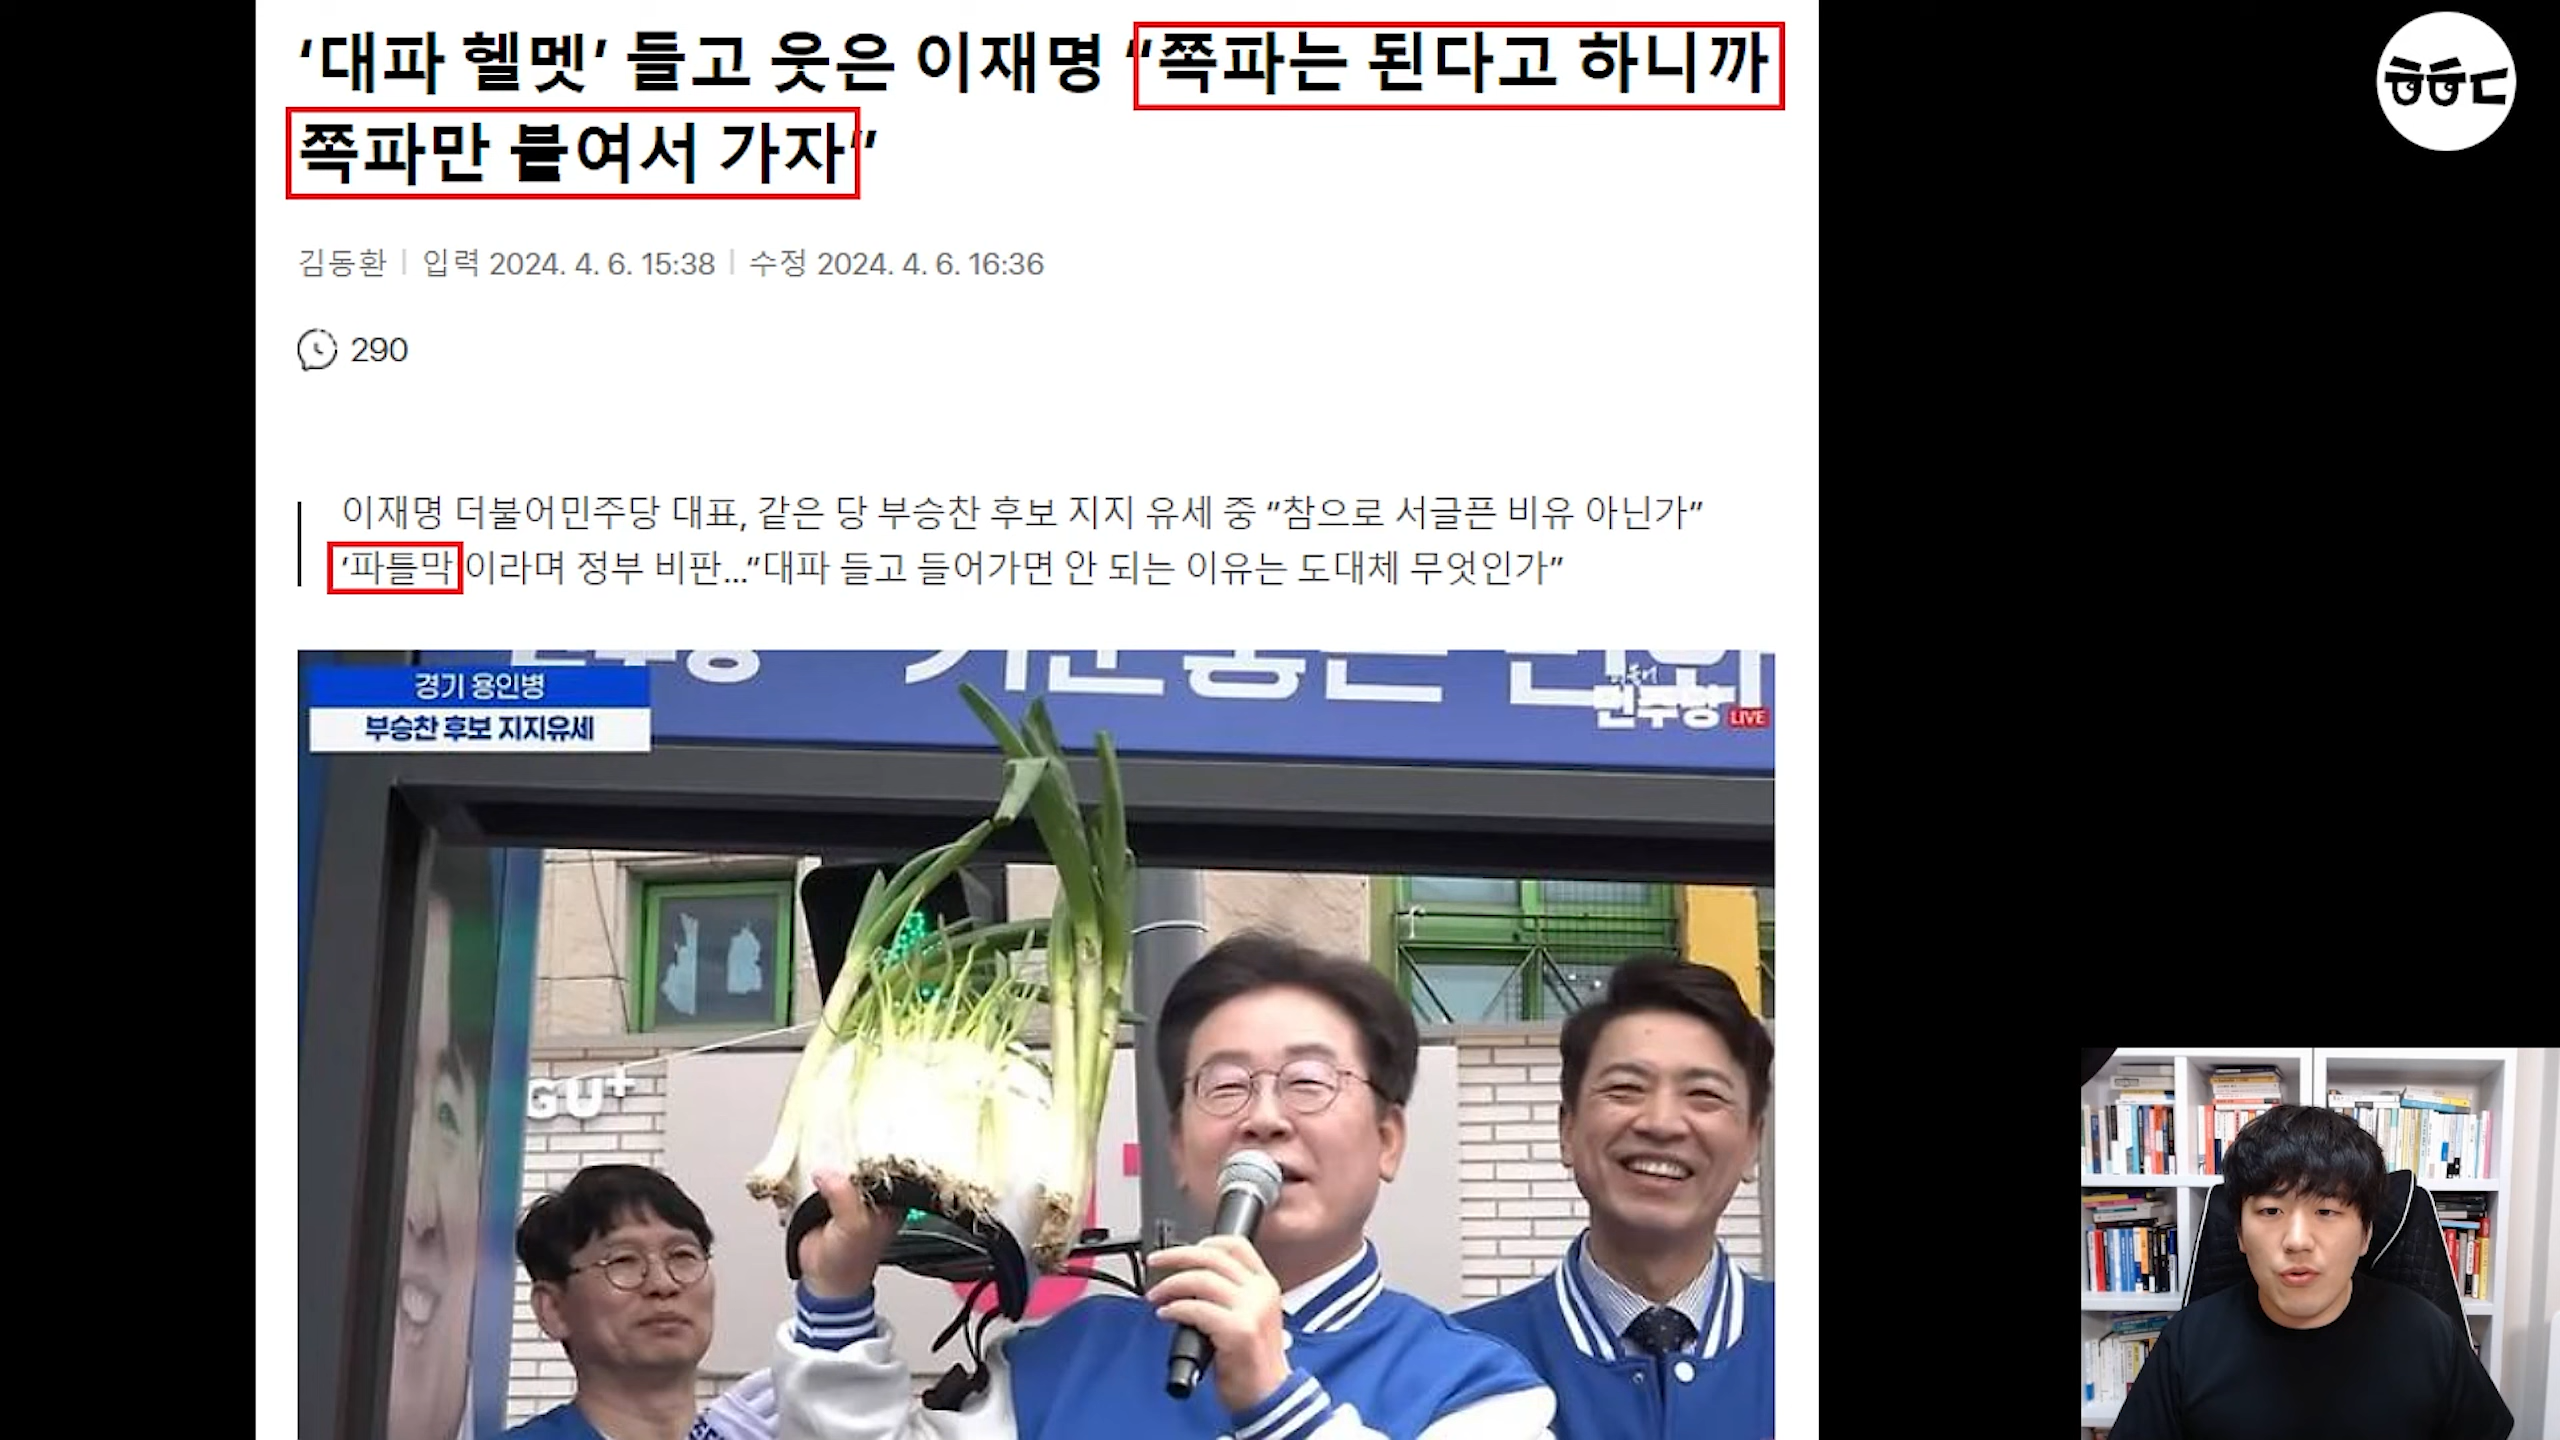 ‘대파 헬멧’ 들고 웃은 이재명 “쪽파는 된다고 하니까
쪽파만 붙여서 가자”
김동환 | 입력 2024. 4. 6. 15:38 | 수정 2024. 4. 6. 16:36
290
이재명 더불어민주당 대표, 같은 당 부승찬 후보 지지 유세 중 “참으로 서글픈 비유 아닌가”
‘파틀막’이라며 정부 비판…“대파 들고 들어가면 안 되는 이유는 도대체 무엇인가”
경기 용인병
부승찬 후보 지지유세
더불어
민주당 LIVE
GU+
ㅎㅎㄷ